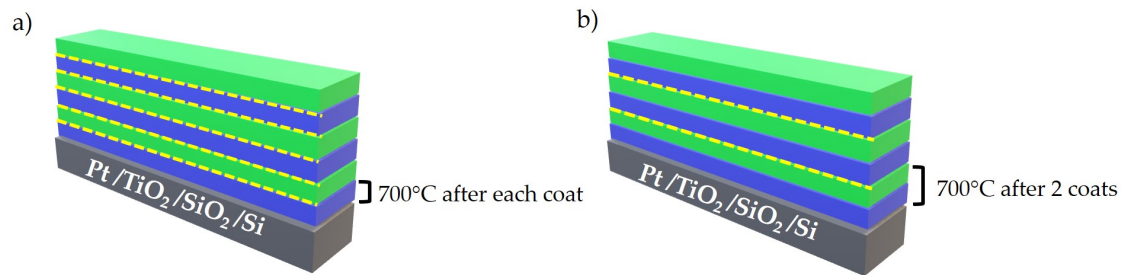 a)
Pt /TiO₂/SiO₂/Si
700°C after each coat
b)
Pt /TiO₂/SiO₂/Si
700°C after 2 coats